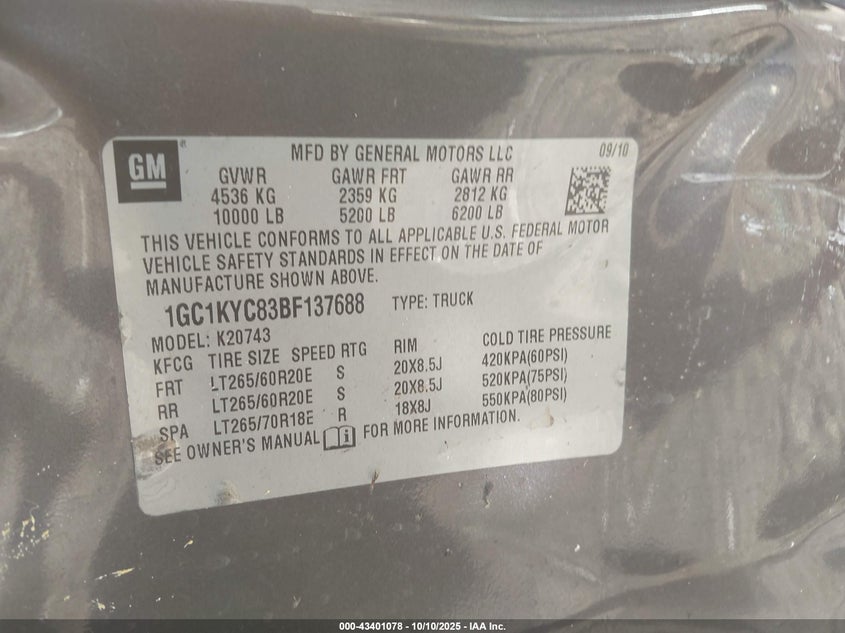 GM
MFD BY GENERAL MOTORS LLC 09/10
GVWR GAWR FRT GAWR RR
4536 KG 2359 KG 2812 KG
10000 LB 5200 LB 6200 LB
THIS VEHICLE CONFORMS TO ALL APPLICABLE U.S. FEDERAL MOTOR
VEHICLE SAFETY STANDARDS IN EFFECT ON THE DATE OF
MANUFACTURE SHOWN ABOVE.
1GC1KYC83BF137688 TYPE: TRUCK
MODEL: K20743
KFCG TIRE SIZE SPEED RTG RIM COLD TIRE PRESSURE
FRT LT265/60R20E S 20X8.5J 420KPA(60PSI)
RR LT265/60R20E S 20X8.5J 520KPA(75PSI)
SPA LT265/70R18E R 18X8J 550KPA(80PSI)
SEE OWNER'S MANUAL FOR MORE INFORMATION.
000-43401078 - 10/10/2025 - IAA Inc.